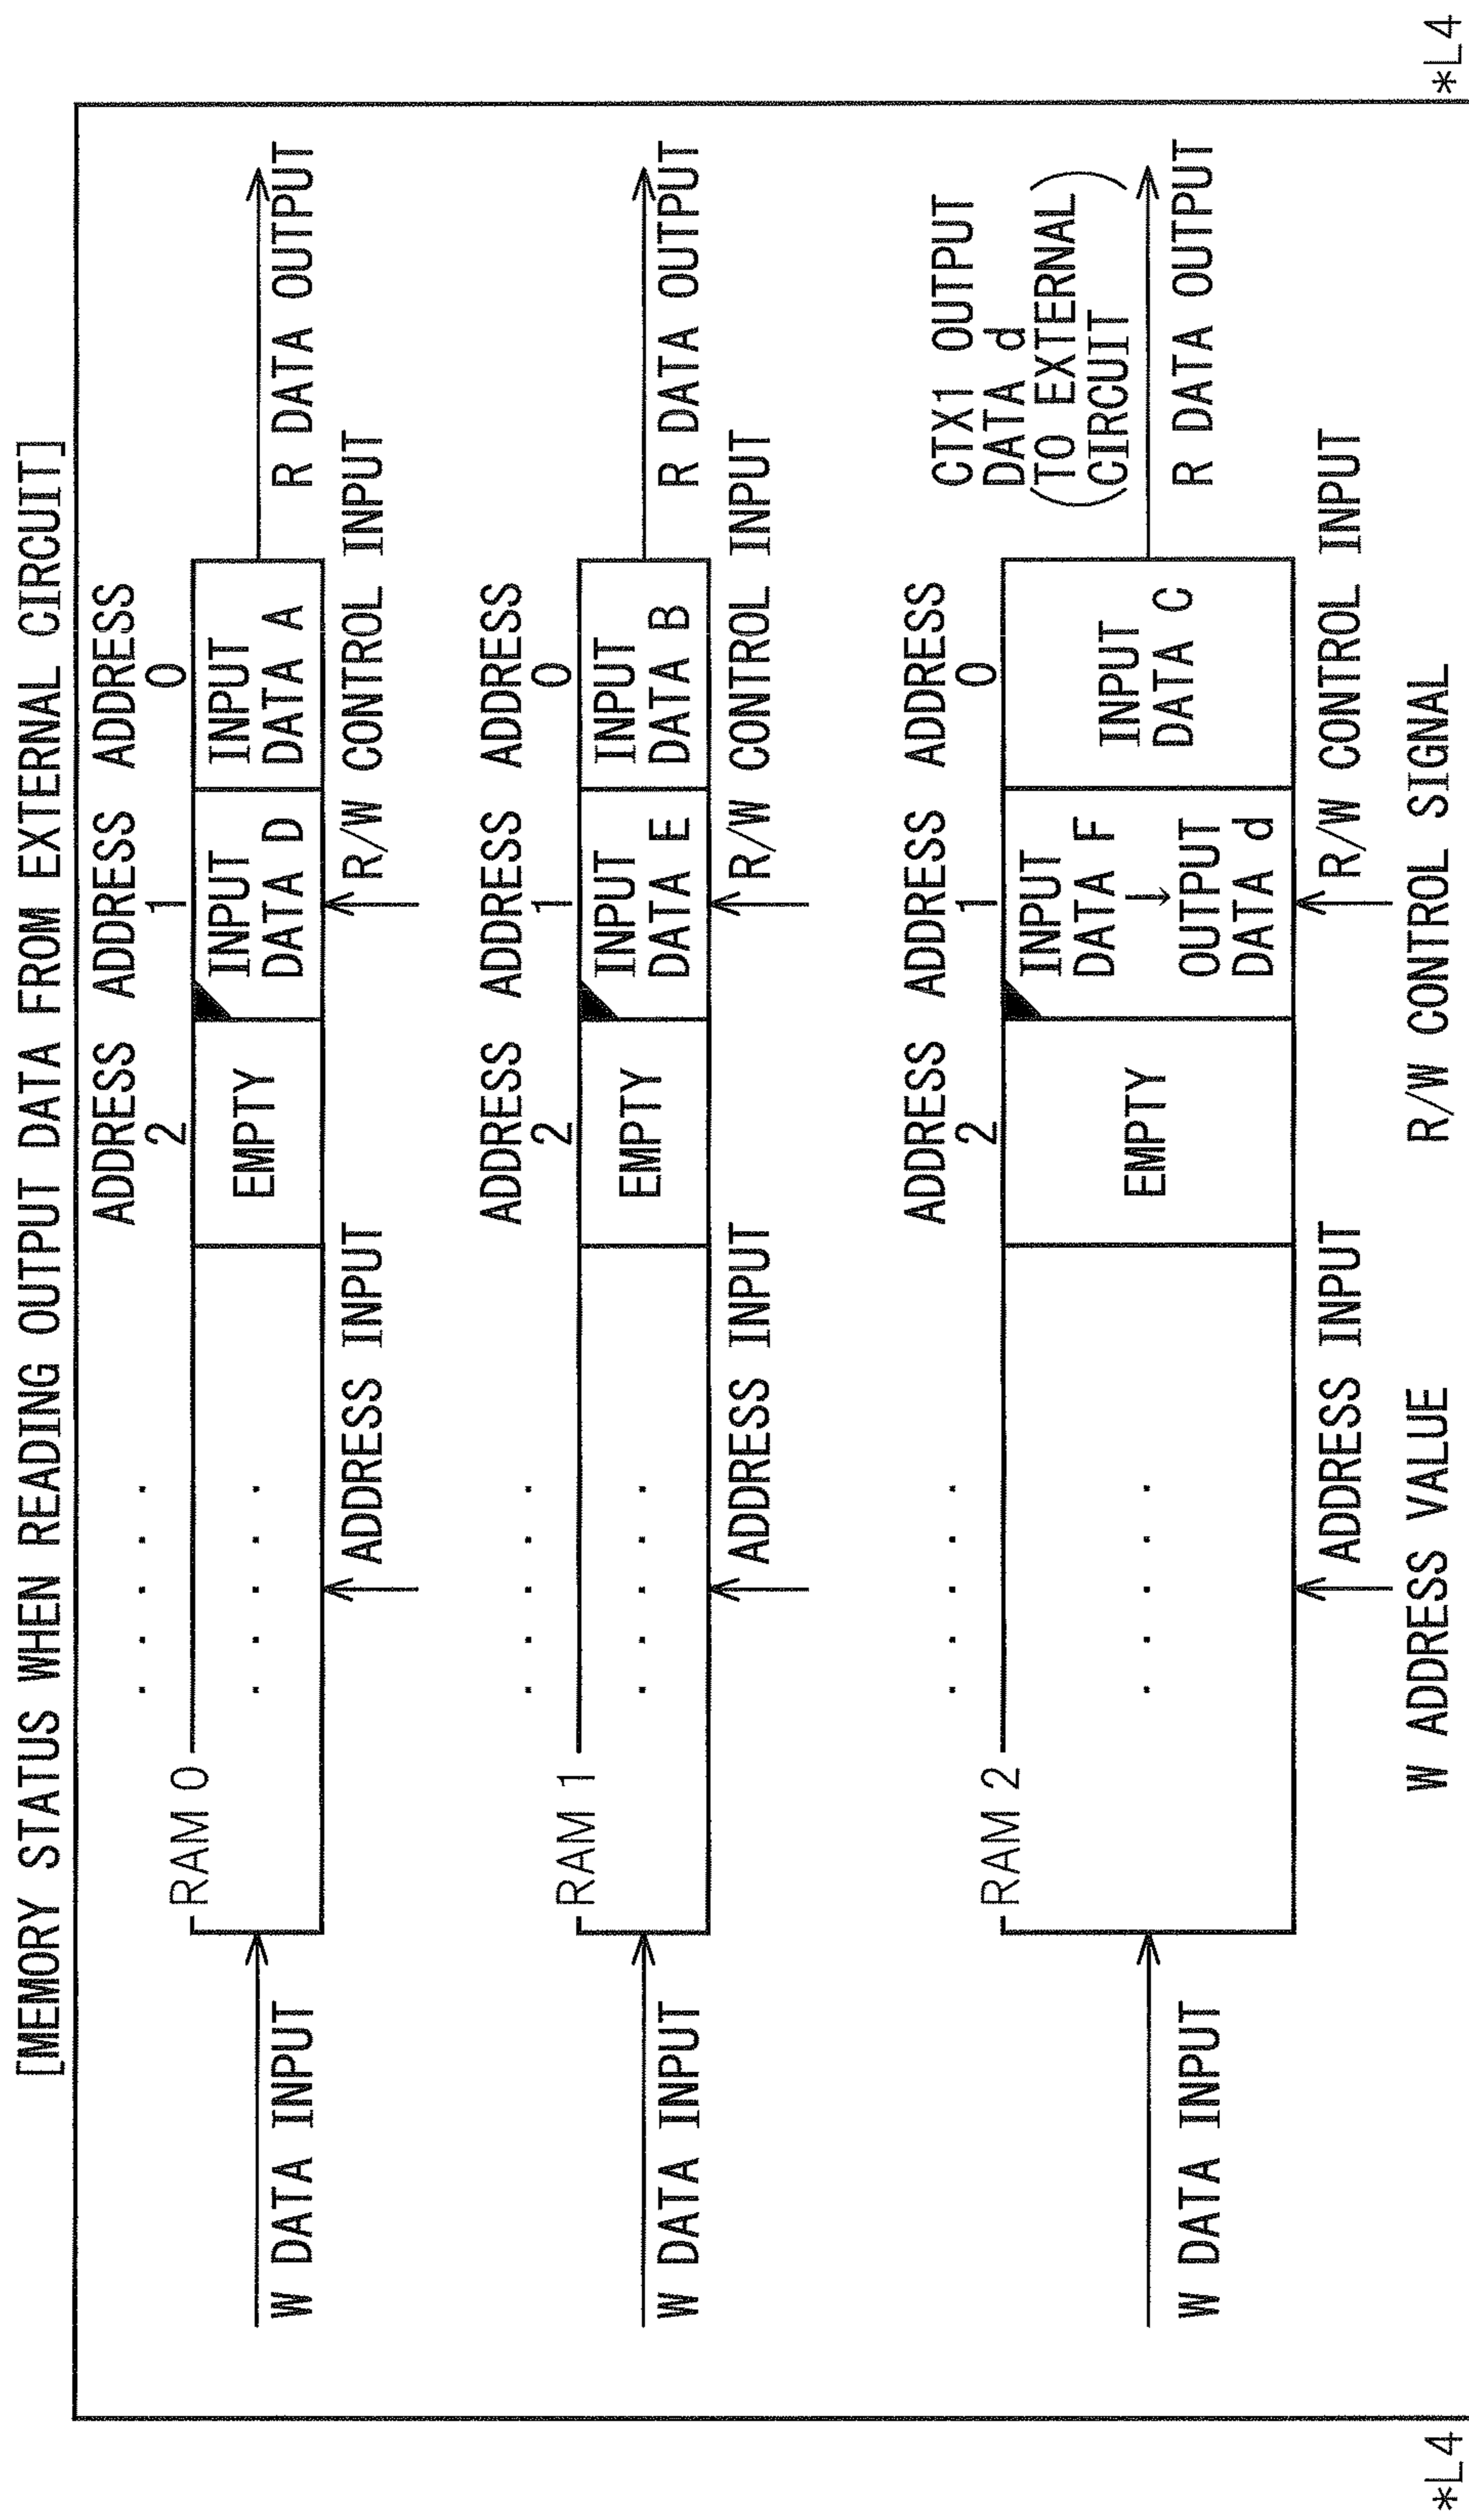 [MEMORY STATUS WHEN READING OUTPUT DATA FROM EXTERNAL CIRCUIT]
ADDRESS 2
ADDRESS 1
ADDRESS 0
RAM 0
. . . . .
. . . . .
EMPTY
INPUT
DATA D
INPUT
DATA A
W DATA INPUT
R DATA OUTPUT
ADDRESS INPUT
R/W CONTROL INPUT
ADDRESS 2
ADDRESS 1
ADDRESS 0
RAM 1
. . . . .
. . . . .
EMPTY
INPUT
DATA E
INPUT
DATA B
W DATA INPUT
R DATA OUTPUT
ADDRESS INPUT
R/W CONTROL INPUT
CTX1 OUTPUT
DATA d
(TO EXTERNAL
CIRCUIT)
ADDRESS 2
ADDRESS 1
ADDRESS 0
RAM 2
. . . . .
. . . . .
EMPTY
INPUT
DATA F
↓
OUTPUT
DATA d
INPUT
DATA C
W DATA INPUT
R DATA OUTPUT
ADDRESS INPUT
R/W CONTROL INPUT
W ADDRESS VALUE
R/W CONTROL SIGNAL
*L4
*L4